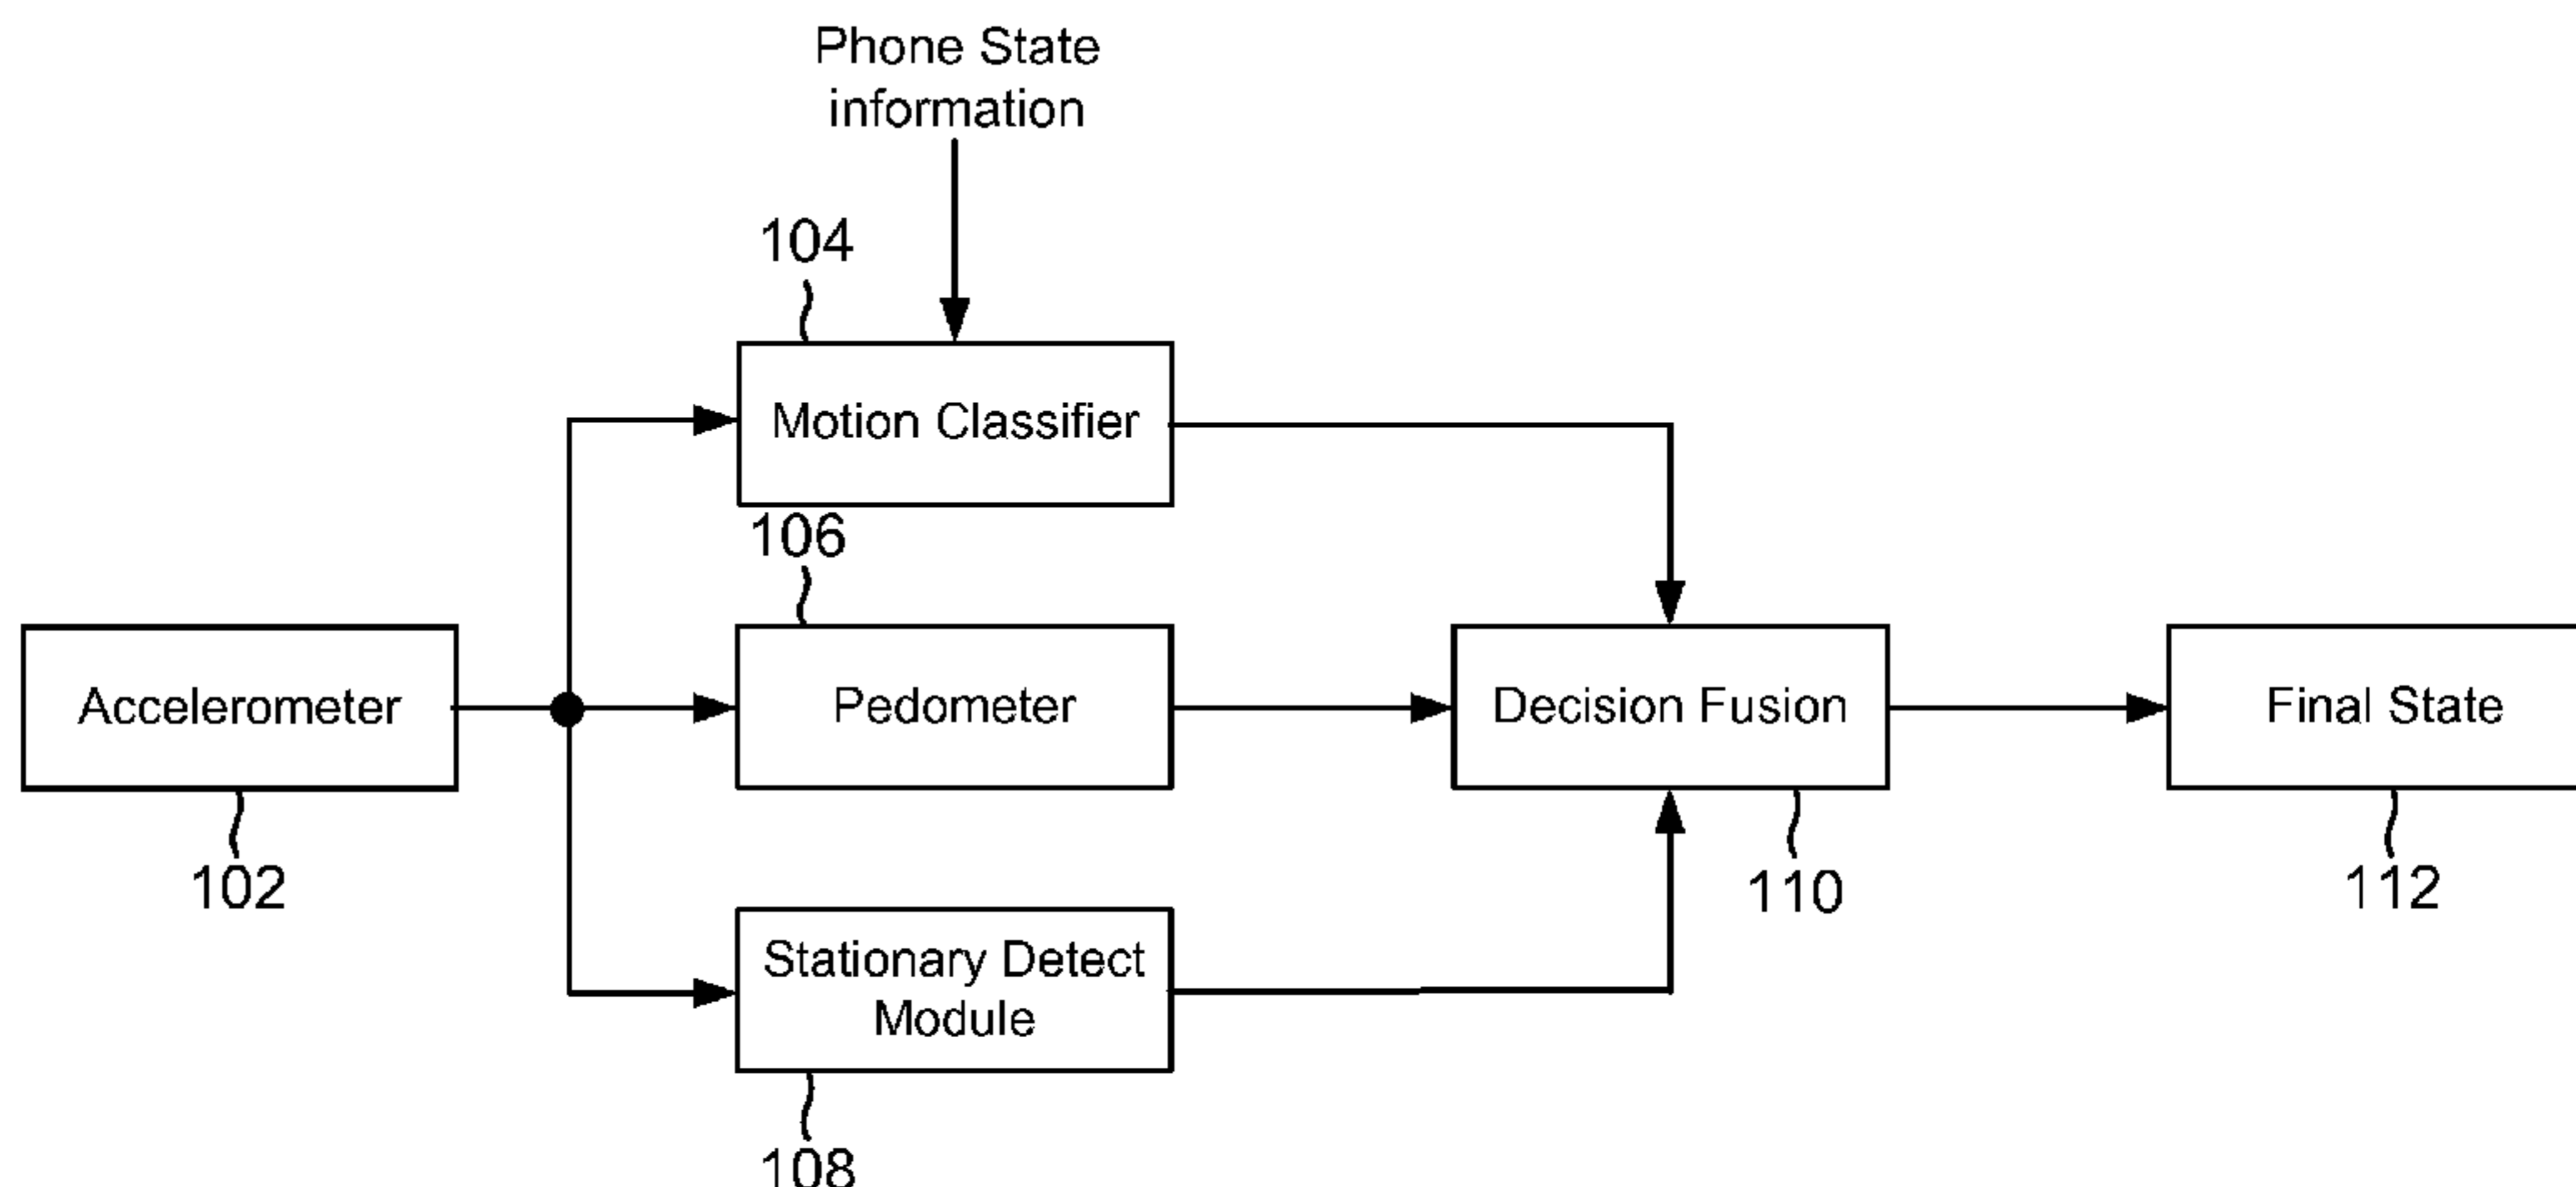 Phone State
information
104
Motion Classifier
106
Accelerometer
Pedometer
Decision Fusion
Final State
102
110
112
Stationary Detect
Module
108